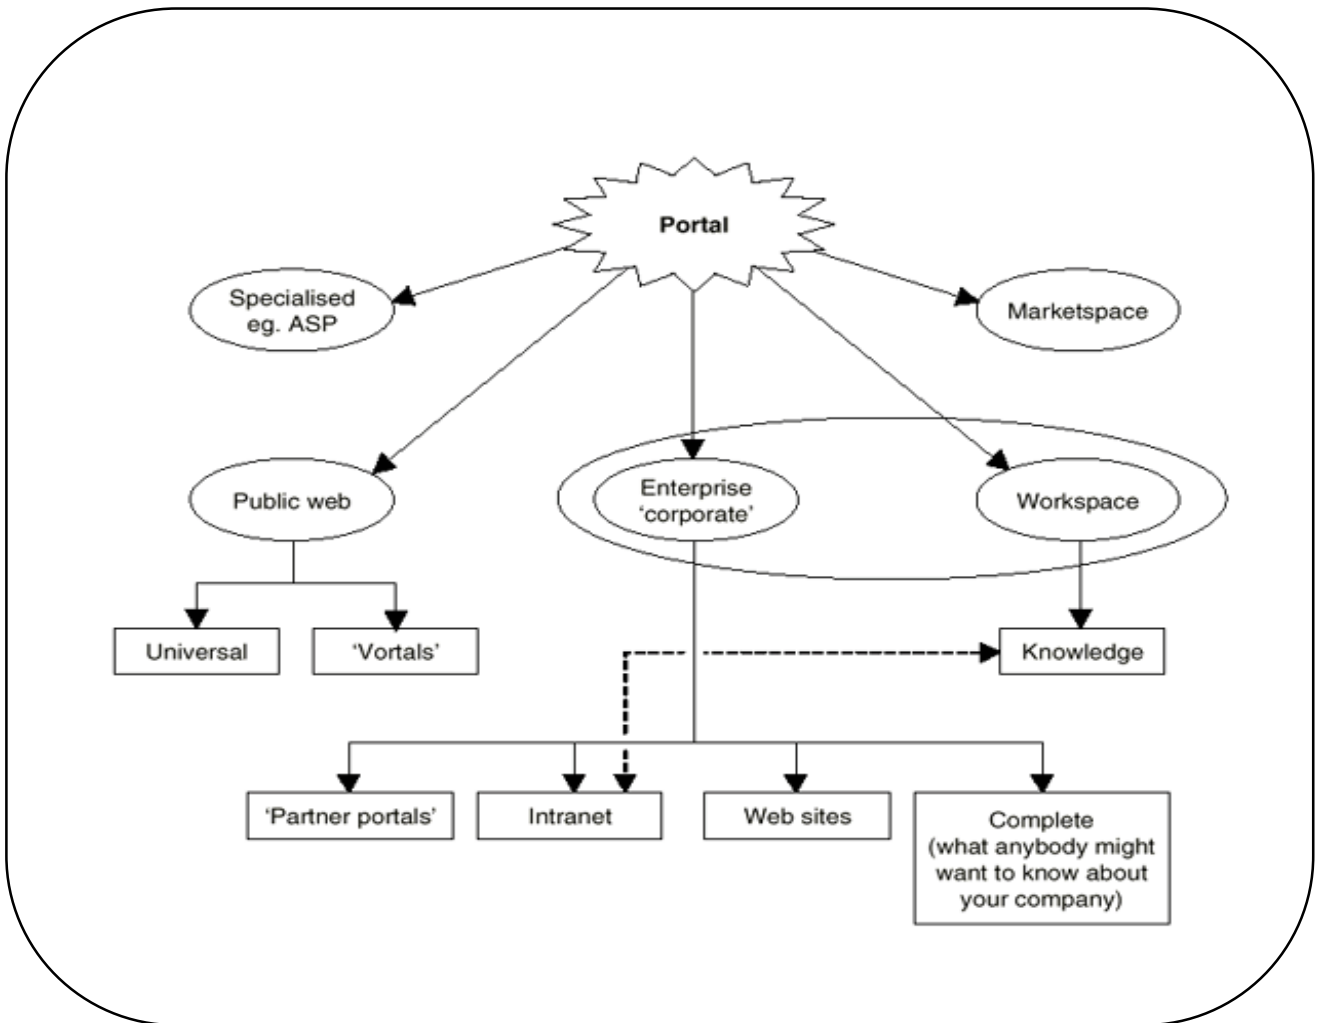 Portal
Specialised
eg. ASP
Marketspace
Public web
Enterprise
‘corporate’
Workspace
Universal
‘Vortals’
Knowledge
‘Partner portals’
Intranet
Web sites
Complete
(what anybody might
want to know about
your company)